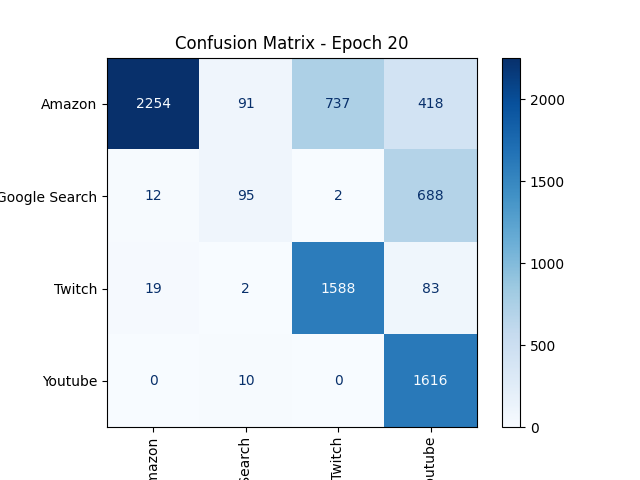 Confusion Matrix - Epoch 20
Amazon 2254 91 737 418
Google Search 12 95 2 688
Twitch 19 2 1588 83
Youtube 0 10 0 1616
mazon
Search
Twitch
outube
2000
1500
1000
500
0